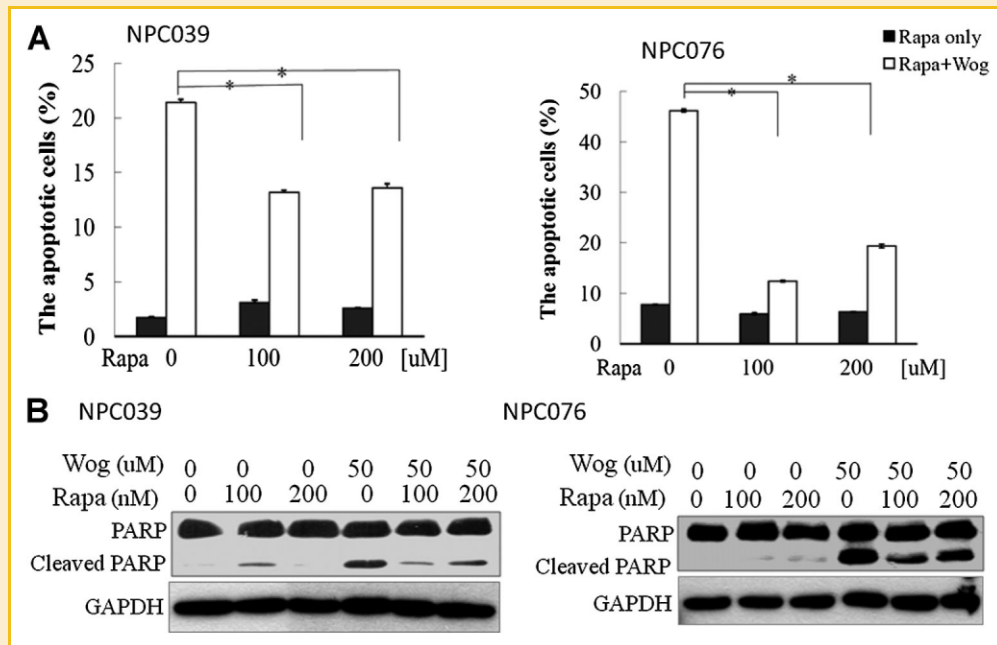 A NPC039
NPC076
■ Rapa only
□ Rapa+Wog
The apoptotic cells (%)
25
20
15
10
5
0
* *
Rapa 0 100 200 [uM]
The apoptotic cells (%)
50
40
30
20
10
0
* *
Rapa 0 100 200 [uM]
B NPC039 NPC076
Wog (uM) 0 0 0 50 50 50
Rapa (nM) 0 100 200 0 100 200
PARP
Cleaved PARP
GAPDH
Wog (uM) 0 0 0 50 50 50
Rapa (nM) 0 100 200 0 100 200
PARP
Cleaved PARP
GAPDH